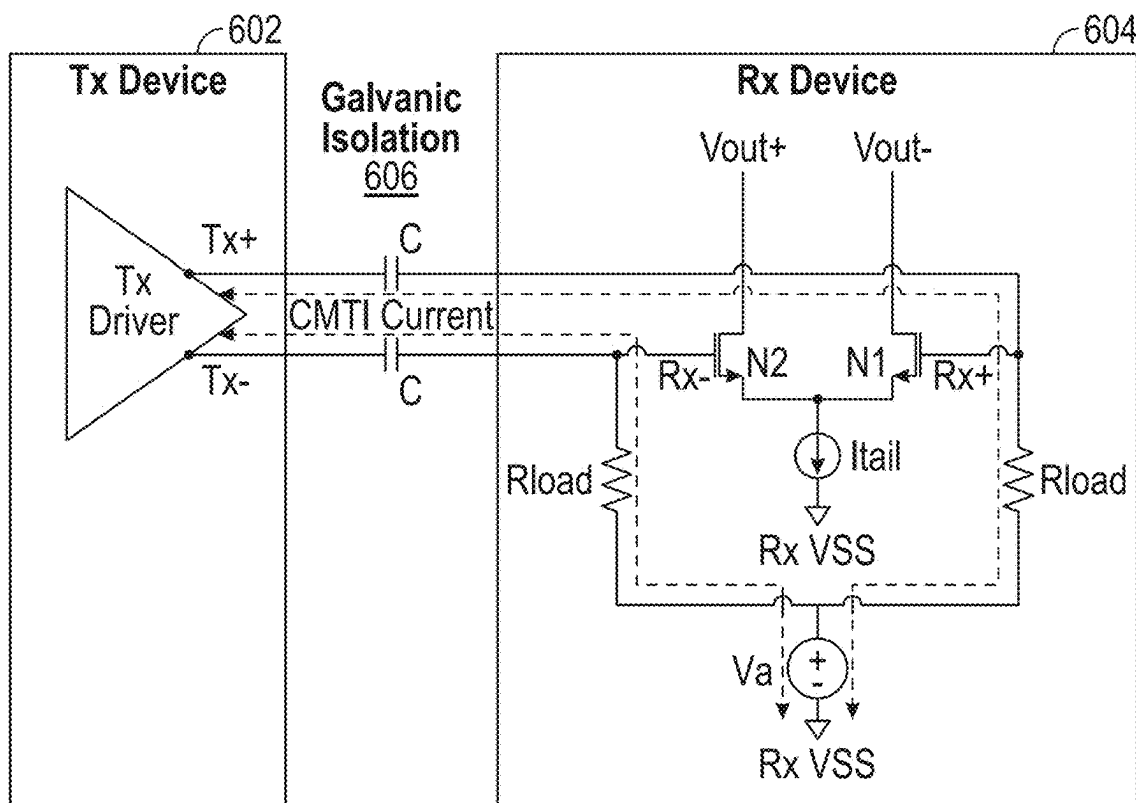 602
604
Tx Device
Galvanic
Isolation
606
Rx Device
Vout+
Vout-
Tx+
C
Tx
Driver
CMTI Current
Tx-
C
Rx-
N2
N1
Rx+
Itail
Rload
Rload
Rx VSS
Va
+
-
Rx VSS